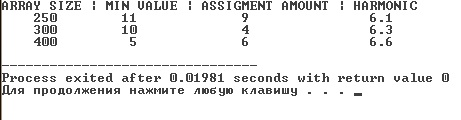 ARRAY SIZE | MIN VALUE | ASSIGMENT AMOUNT | HARMONIC
250 11 9 6.1
300 10 4 6.3
400 5 6 6.6
--------------------------------
Process exited after 0.01981 seconds with return value 0
Для продолжения нажмите любую клавишу . . . _